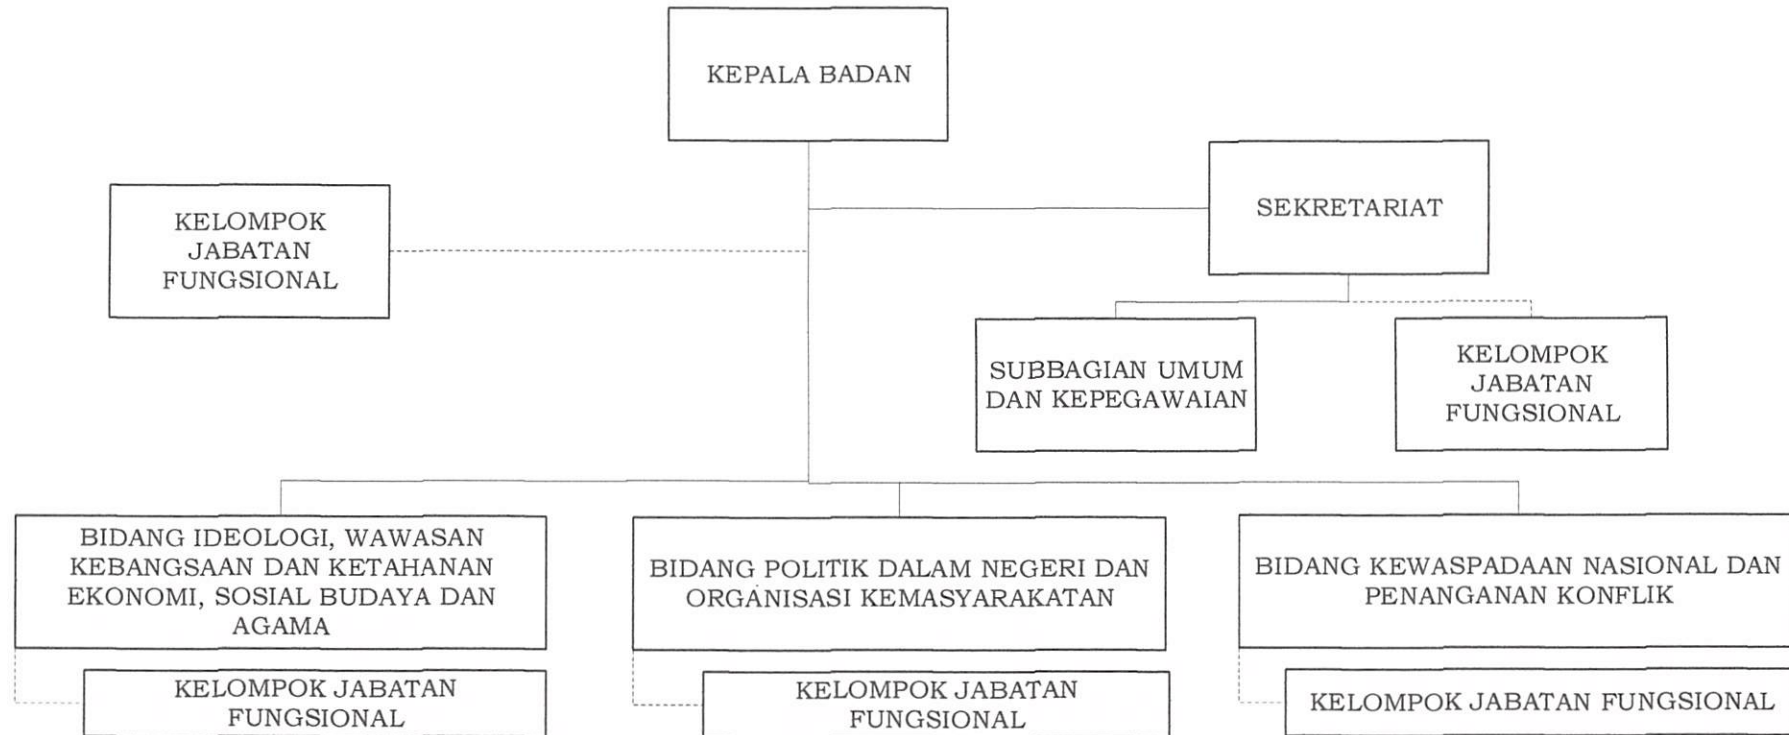 KEPALA BADAN
SEKRETARIAT
KELOMPOK
JABATAN
FUNGSIONAL
SUBBAGIAN UMUM
DAN KEPEGAWAIAN
KELOMPOK
JABATAN
FUNGSIONAL
BIDANG IDEOLOGI, WAWASAN
KEBANGSAAN DAN KETAHANAN
EKONOMI, SOSIAL BUDAYA DAN
AGAMA
BIDANG POLITIK DALAM NEGERI DAN
ORGANISASI KEMASYARAKATAN
BIDANG KEWASPADAAN NASIONAL DAN
PENANGANAN KONFLIK
KELOMPOK JABATAN
FUNGSIONAL
KELOMPOK JABATAN
FUNGSIONAL
KELOMPOK JABATAN FUNGSIONAL